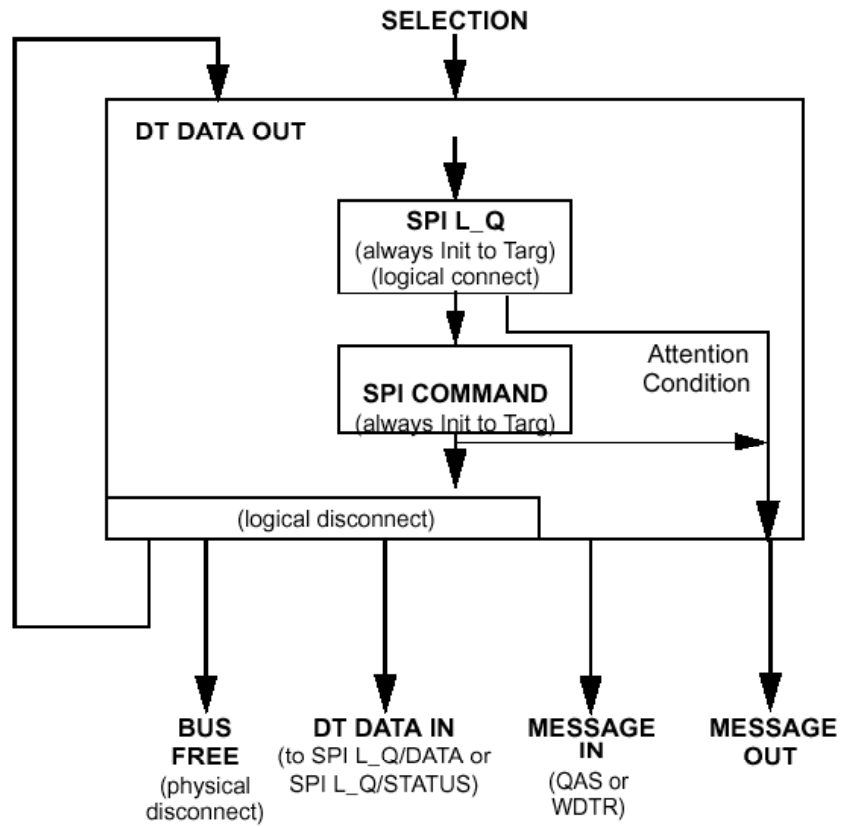 SELECTION
DT DATA OUT
SPI L_Q
(always Init to Targ)
(logical connect)
Attention
Condition
SPI COMMAND
(always Init to Targ)
(logical disconnect)
BUS
FREE
(physical
disconnect)
DT DATA IN
(to SPI L_Q/DATA or
SPI L_Q/STATUS)
MESSAGE
IN
(QAS or
WDTR)
MESSAGE
OUT